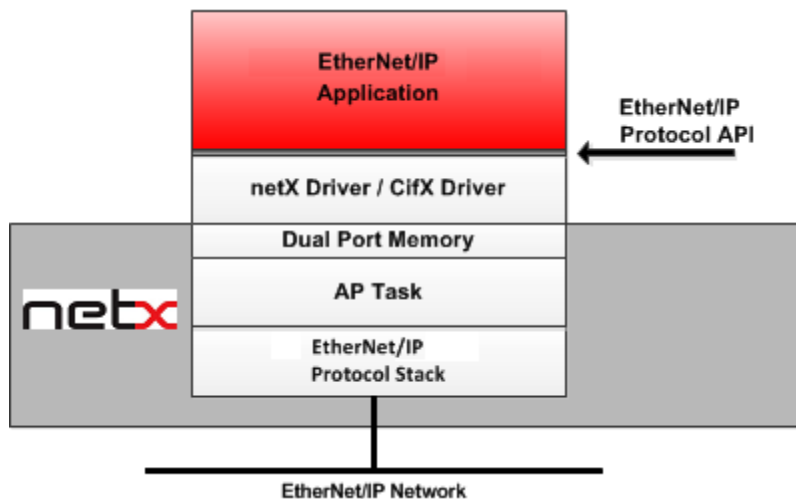 EtherNet/IP
Application
EtherNet/IP
Protocol API
netX Driver / CifX Driver
Dual Port Memory
netx
AP Task
EtherNet/IP
Protocol Stack
EtherNet/IP Network